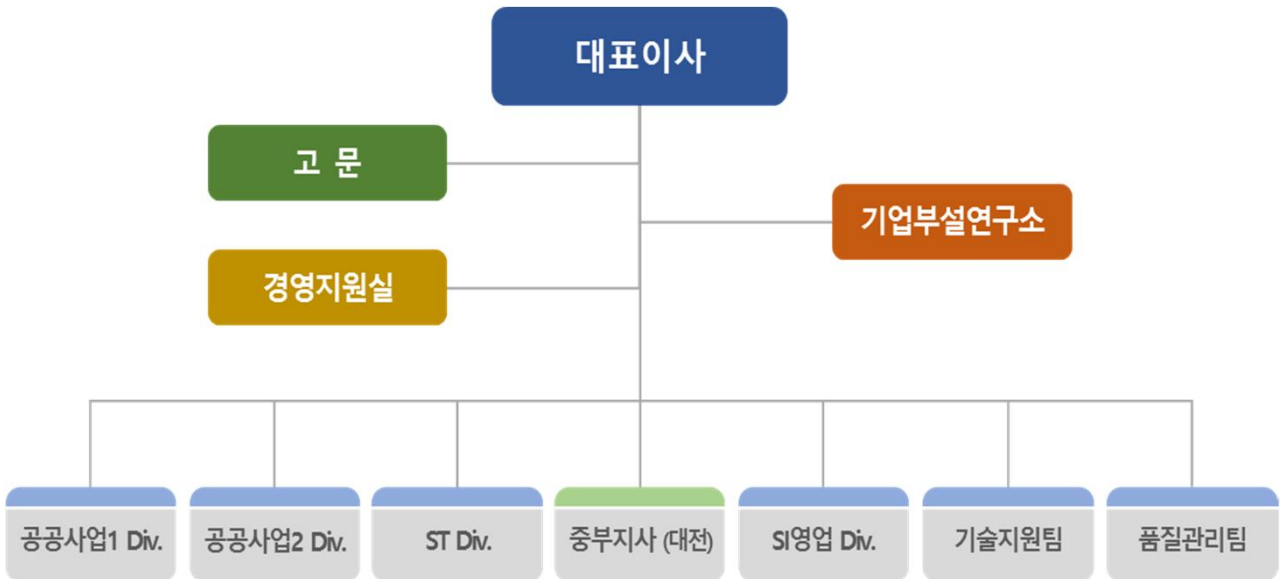 대표이사
고 문
기업부설연구소
경영지원실
공공사업1 Div.
공공사업2 Div.
ST Div.
중부지사 (대전)
SI영업 Div.
기술지원팀
품질관리팀